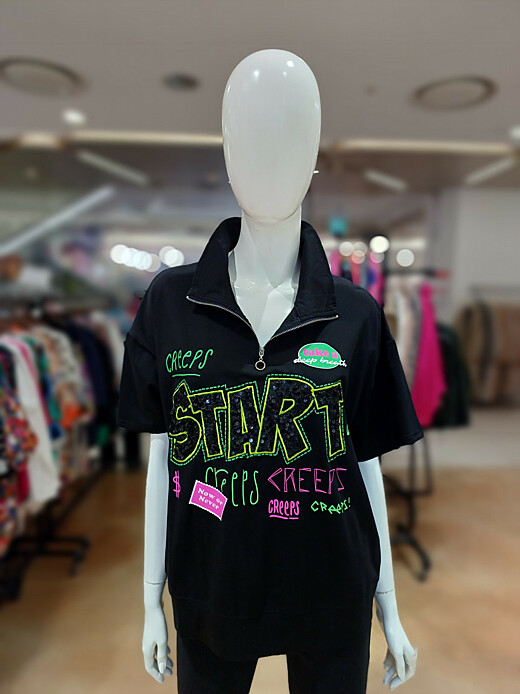 CREEPS
take a
deep breath
START
$ CREEPS CREEPS
Now or
Never
CREEPS CREEPS!